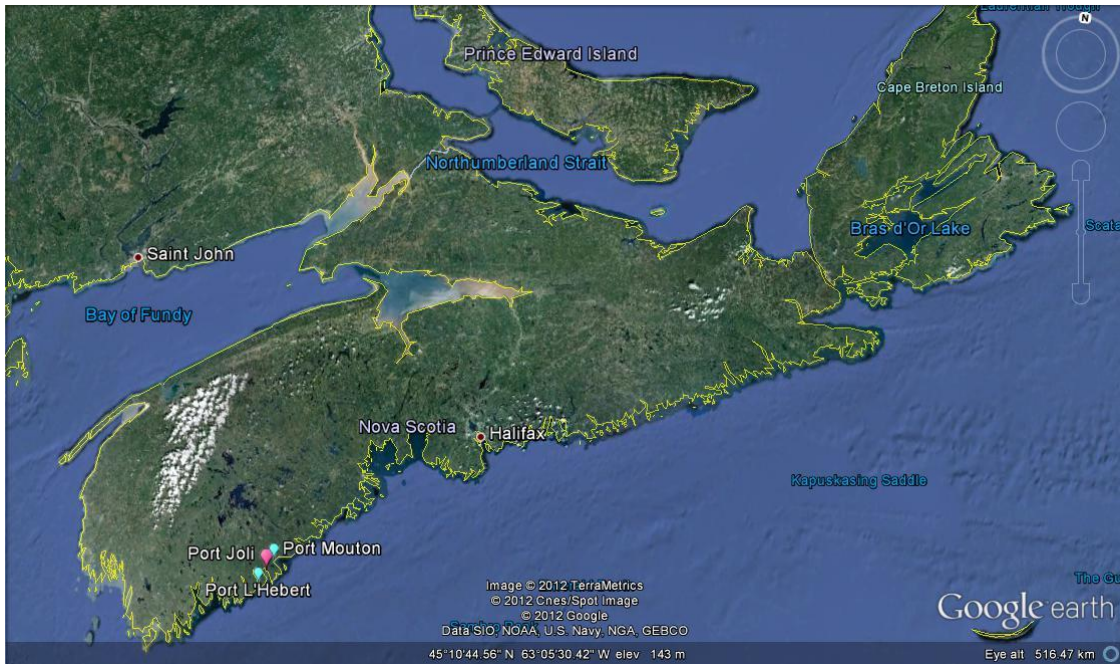 Laurentian Trough
N
Prince Edward Island
Cape Breton Island
Northumberland Strait
Bras d'Or Lake
Saint John
Bay of Fundy
Nova Scotia
Halifax
Kapuskasing Saddle
Port Joli
Port Mouton
Port L'Hebert
Image © 2012 TerraMetrics
© 2012 Cnes/Spot Image
© 2012 Google
Data SIO, NOAA, U.S. Navy, NGA, GEBCO
Google earth
45°10'44.56" N 63°05'30.42" W elev 143 m
Eye alt 516.47 km